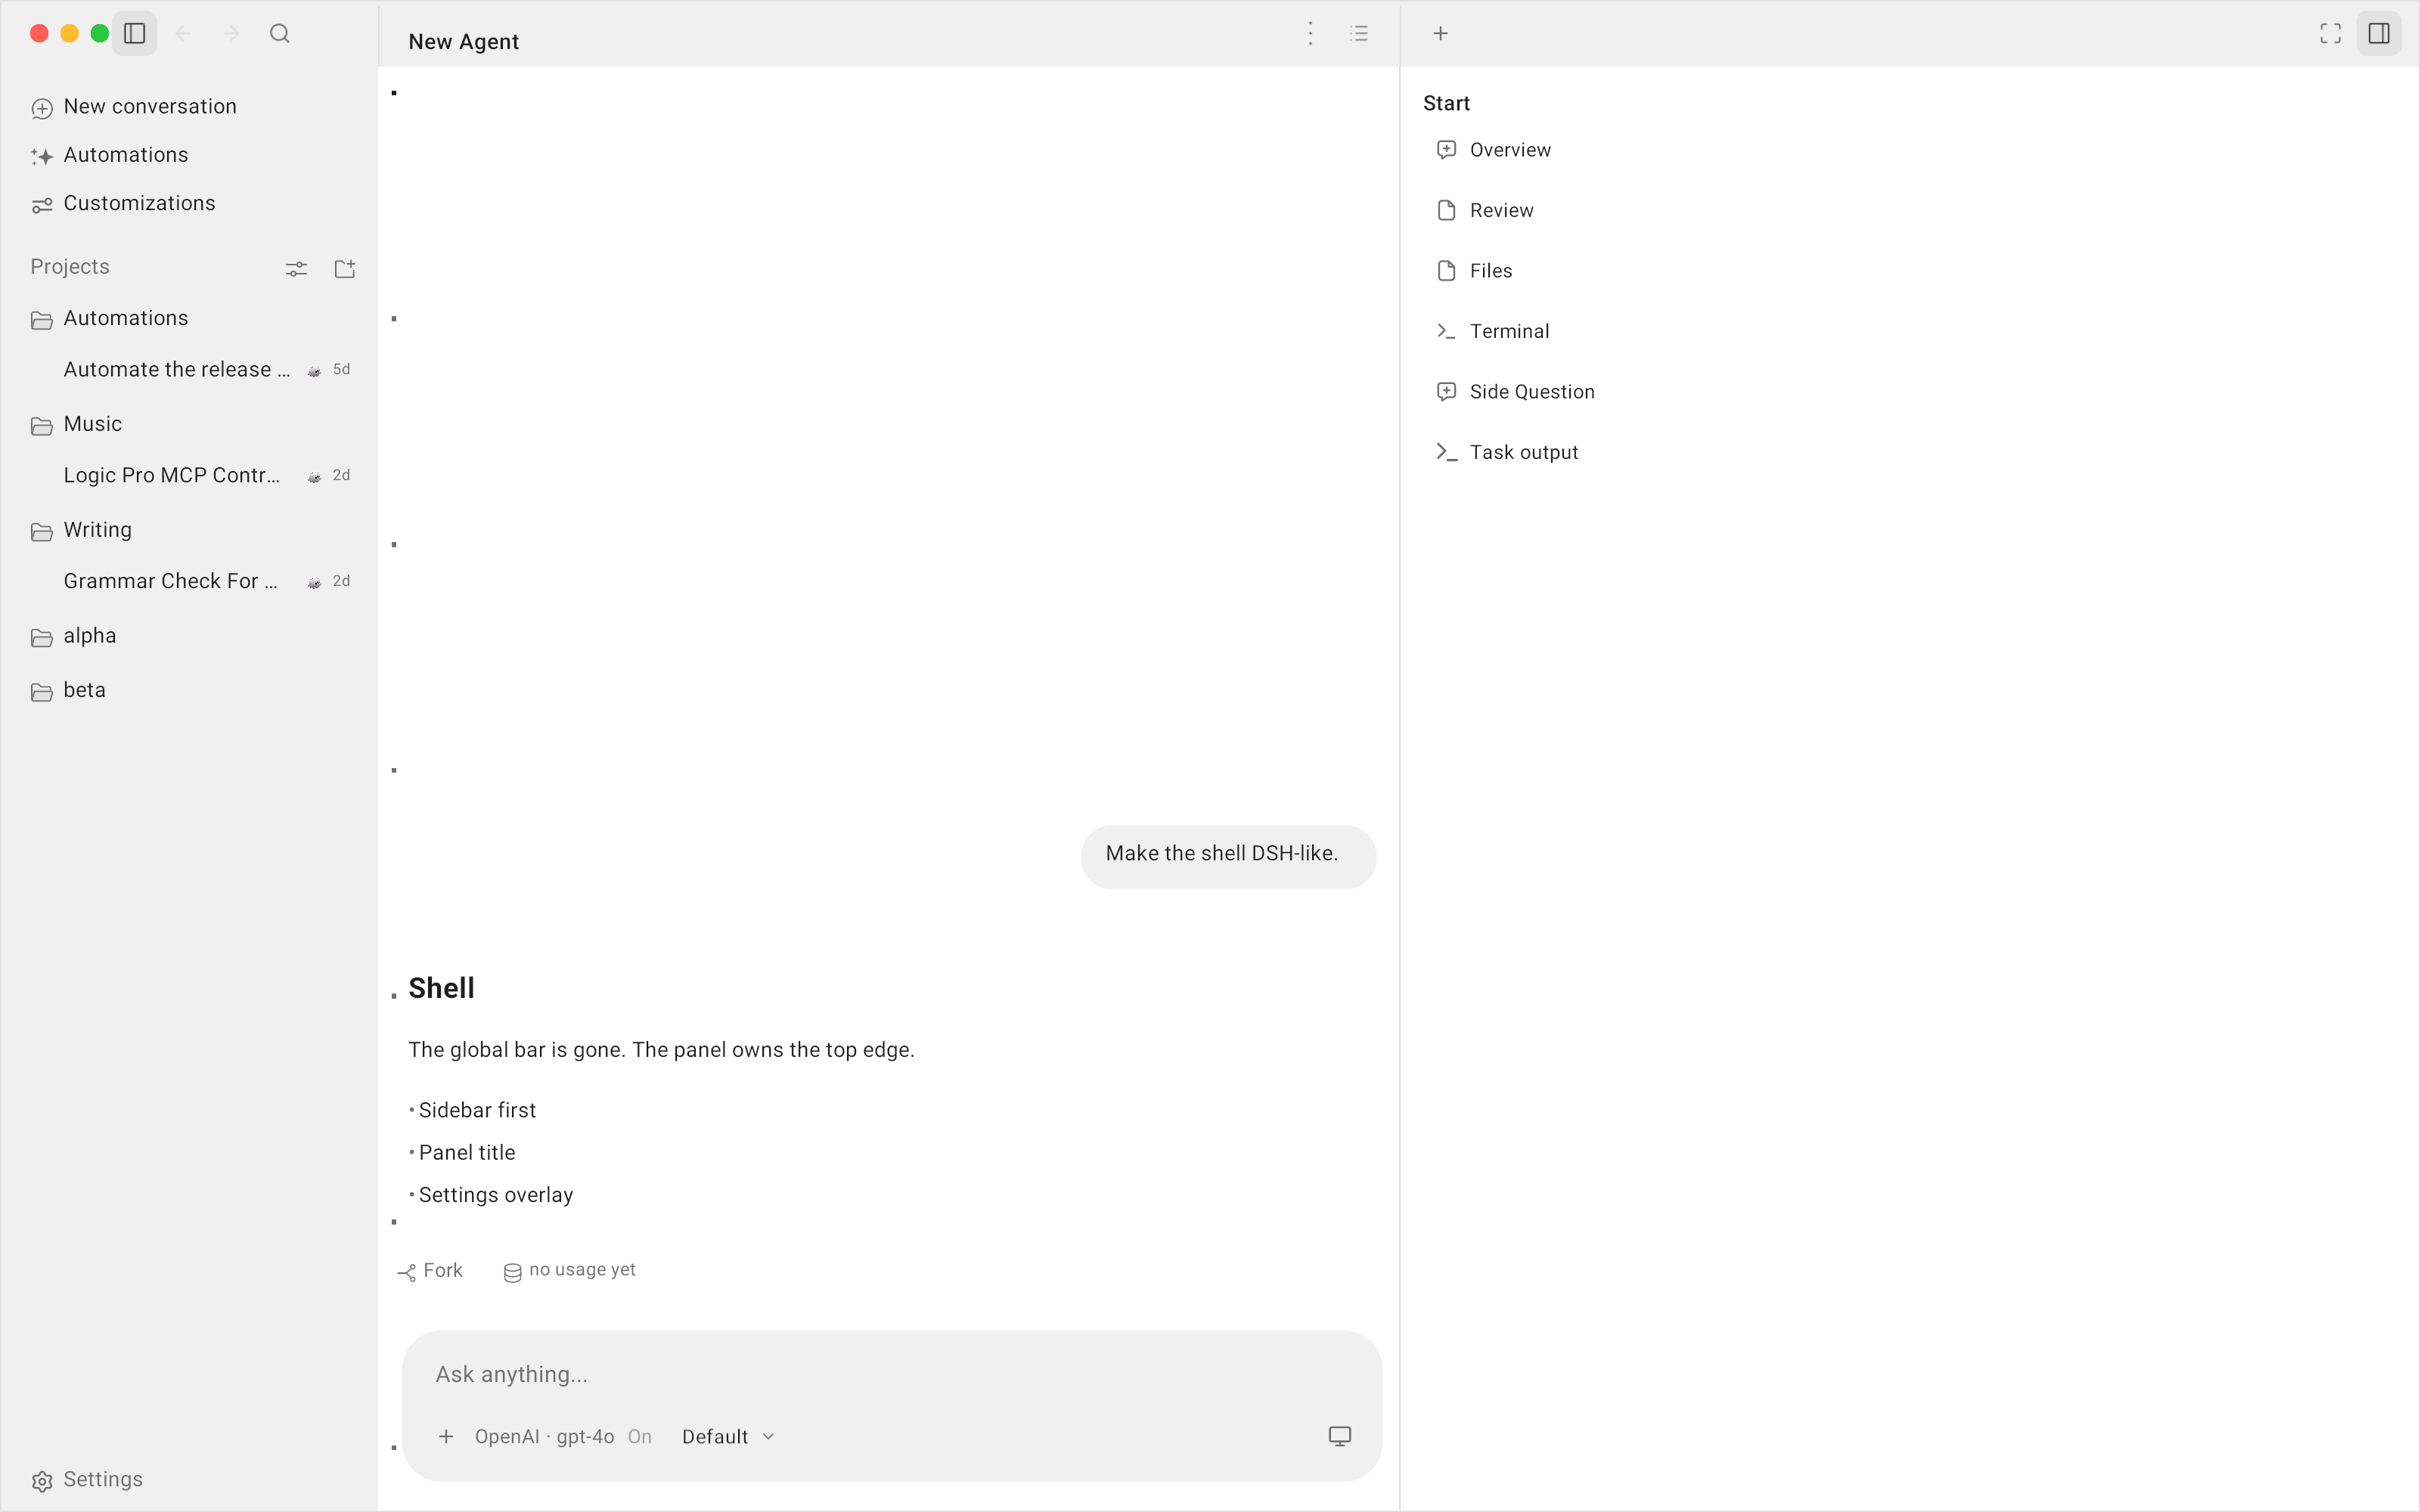 New Agent
New conversation
Automations
Customizations
Projects
Automations
Automate the release ... 5d
Music
Logic Pro MCP Contr... 2d
Writing
Grammar Check For ... 2d
alpha
beta
Settings
Make the shell DSH-like.
Shell
The global bar is gone. The panel owns the top edge.
• Sidebar first
• Panel title
• Settings overlay
Fork no usage yet
Ask anything...
OpenAI · gpt-4o On Default
Start
Overview
Review
Files
Terminal
Side Question
Task output